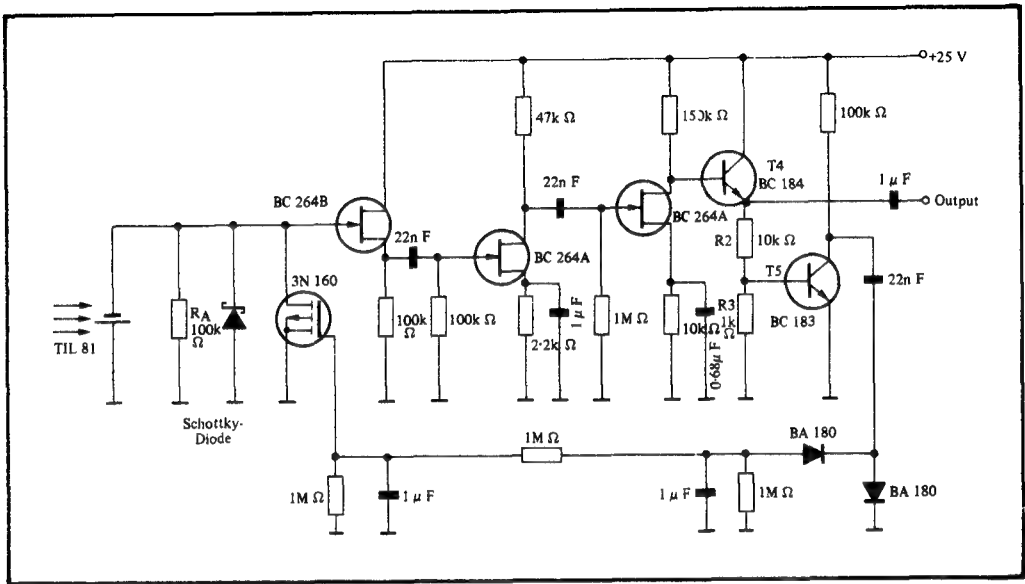 +25 V
47k Ω
150k Ω
100k Ω
T4
BC 184
1 μ F
Output
BC 264B
22n F
BC 264A
22n F
BC 264A
R2
10k Ω
T5
BC 183
22n F
3N 160
TIL 81
RA
100k
Ω
Schottky-
Diode
100k
Ω
100k Ω
2·2k Ω
1 μ F
1M Ω
10k Ω
0·68μ F
R3
1k
Ω
1M Ω
BA 180
BA 180
1M Ω
1 μ F
1 μ F
1M Ω